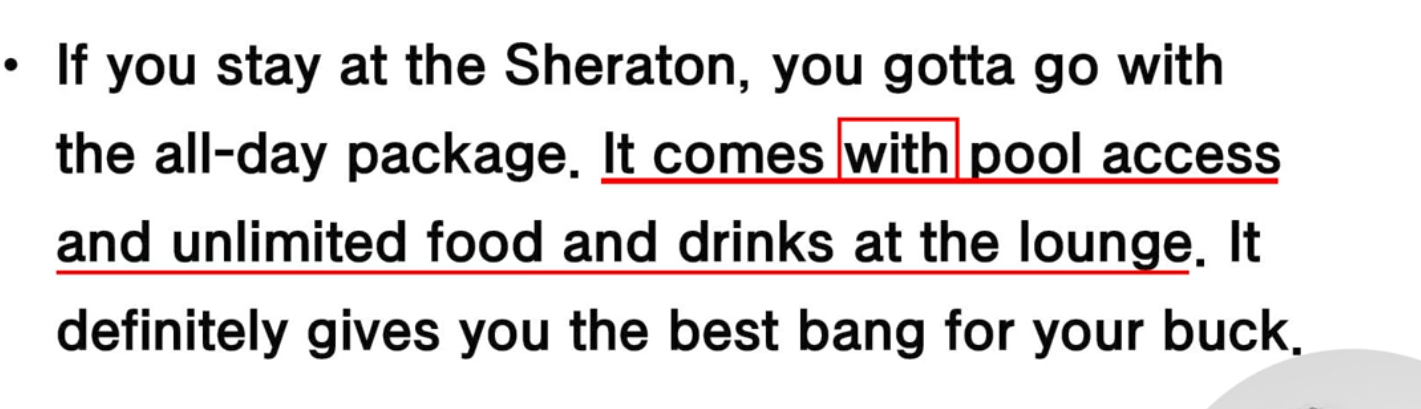 • If you stay at the Sheraton, you gotta go with
the all-day package. It comes with pool access
and unlimited food and drinks at the lounge. It
definitely gives you the best bang for your buck.